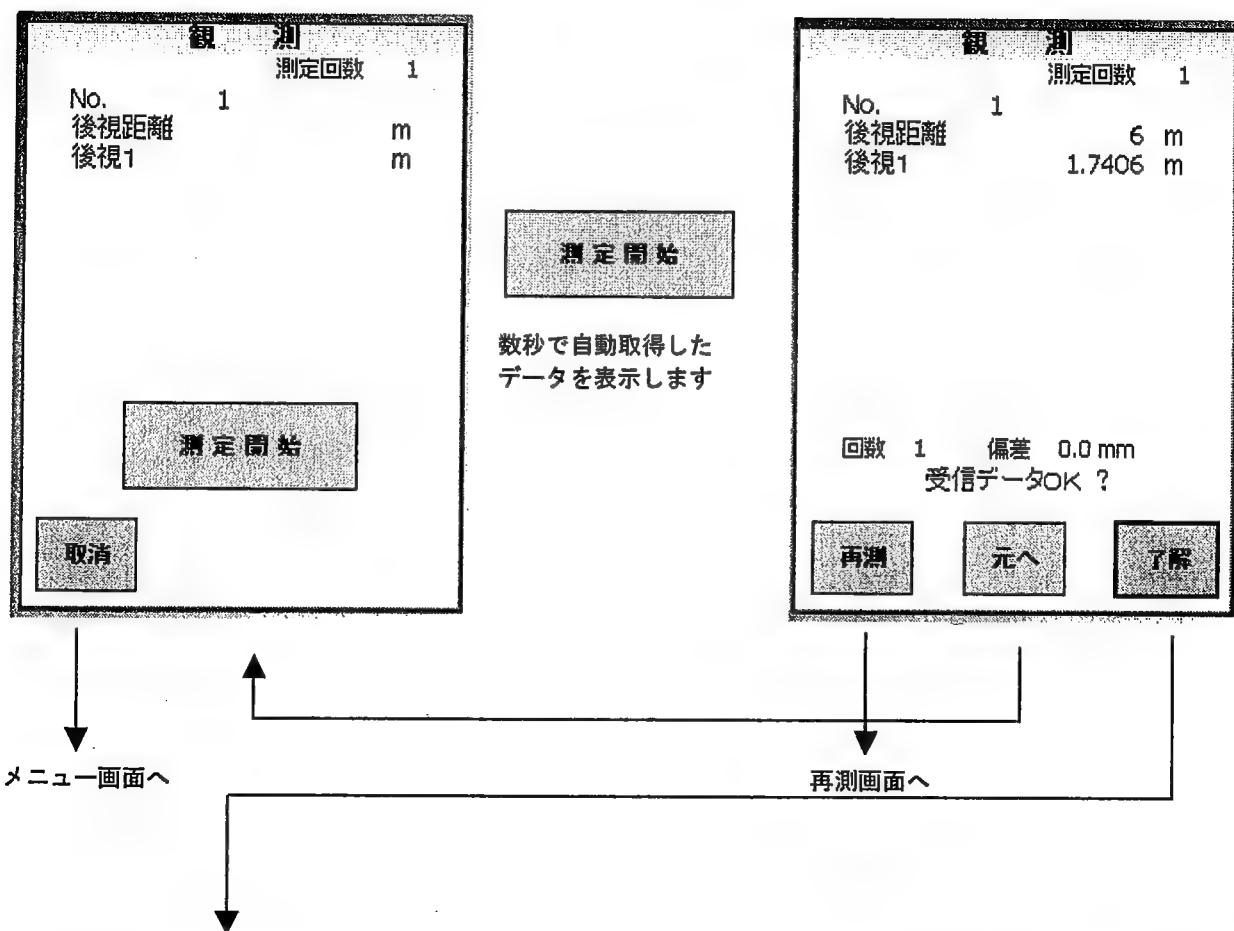 観 測
測定回数 1
No. 1
後視距離 m
後視1 m
測定開始
取消
測定開始
数秒で自動取得した
データを表示します
観 測
測定回数 1
No. 1
後視距離 6 m
後視1 1.7406 m
回数 1 偏差 0.0 mm
受信データOK ?
再測
元へ
了解
メニュー画面へ
再測画面へ